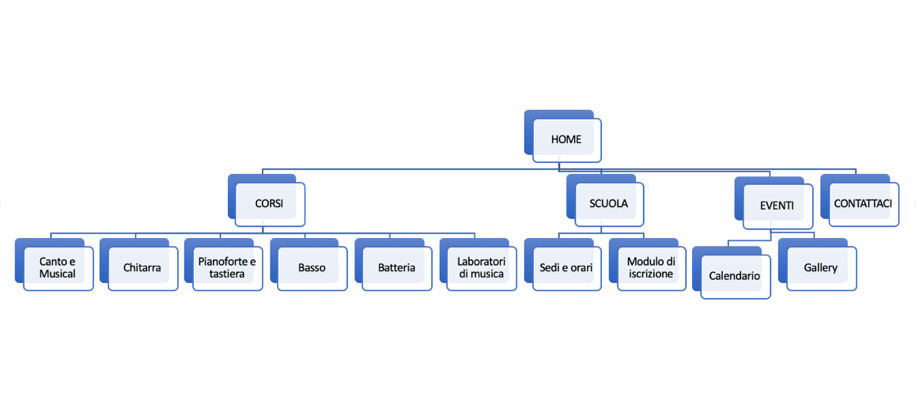 HOME
CORSI
SCUOLA
EVENTI
CONTATTACI
Canto e
Musical
Chitarra
Pianoforte e
tastiera
Basso
Batteria
Laboratori
di musica
Sedi e orari
Modulo di
iscrizione
Calendario
Gallery